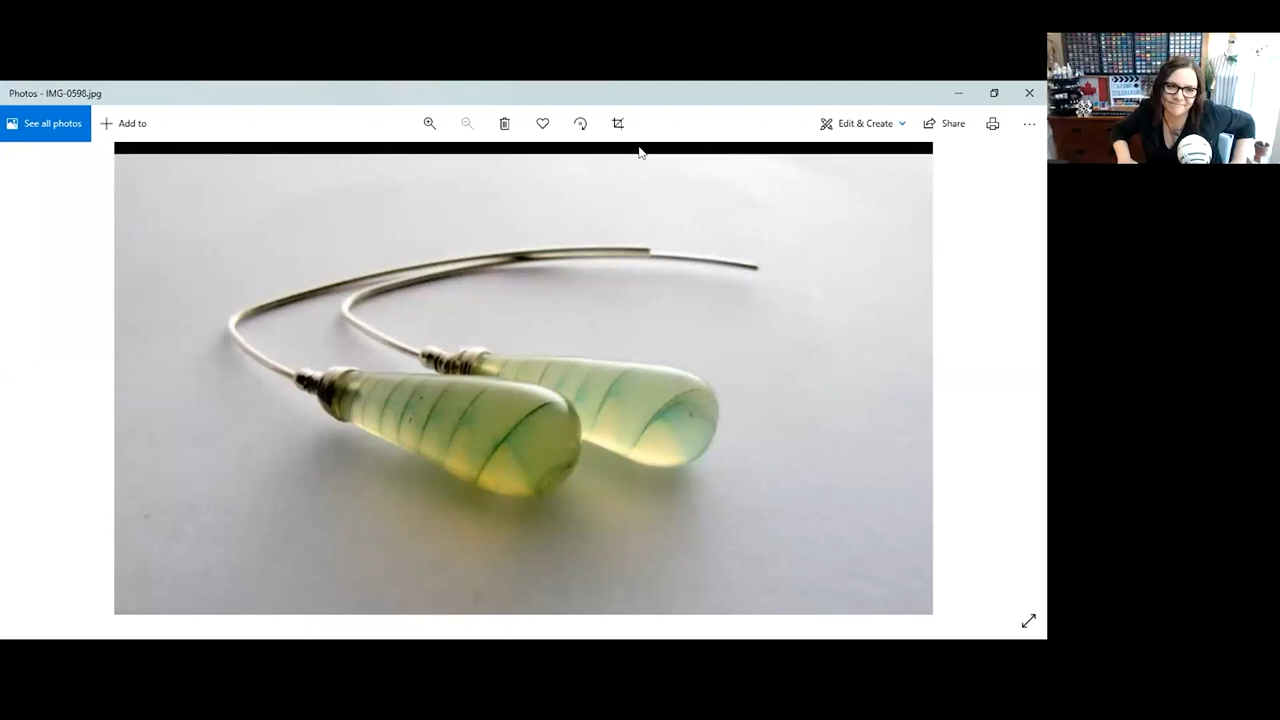 Photos - IMG-0598.jpg
See all photos
Add to
Edit & Create
Share